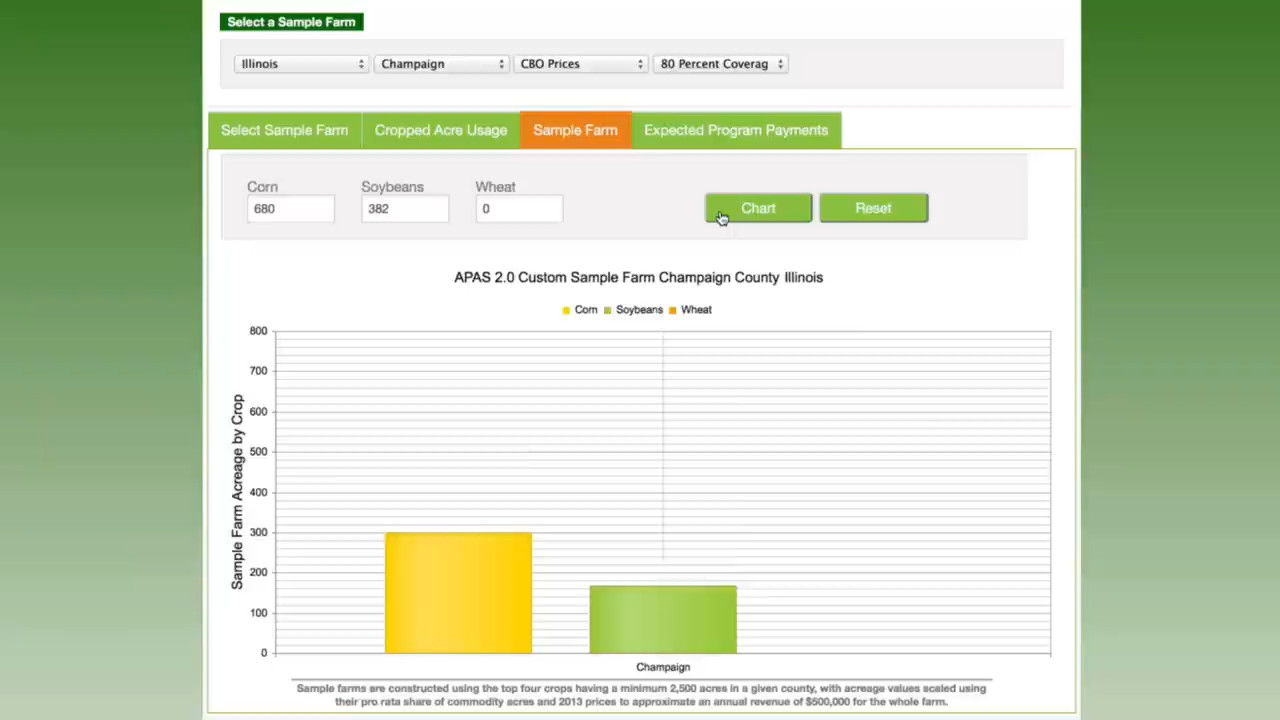 Select a Sample Farm
Illinois Champaign CBO Prices 80 Percent Coverag
Select Sample Farm Cropped Acre Usage Sample Farm Expected Program Payments
Corn Soybeans Wheat
680 382 0 Chart Reset
APAS 2.0 Custom Sample Farm Champaign County Illinois
Corn Soybeans Wheat
800
700
600
500
400
300
200
100
0
Sample Farm Acreage by Crop
Champaign
Sample farms are constructed using the top four crops having a minimum 2,500 acres in a given county, with acreage values scaled using
their pro rata share of commodity acres and 2013 prices to approximate an annual revenue of $500,000 for the whole farm.